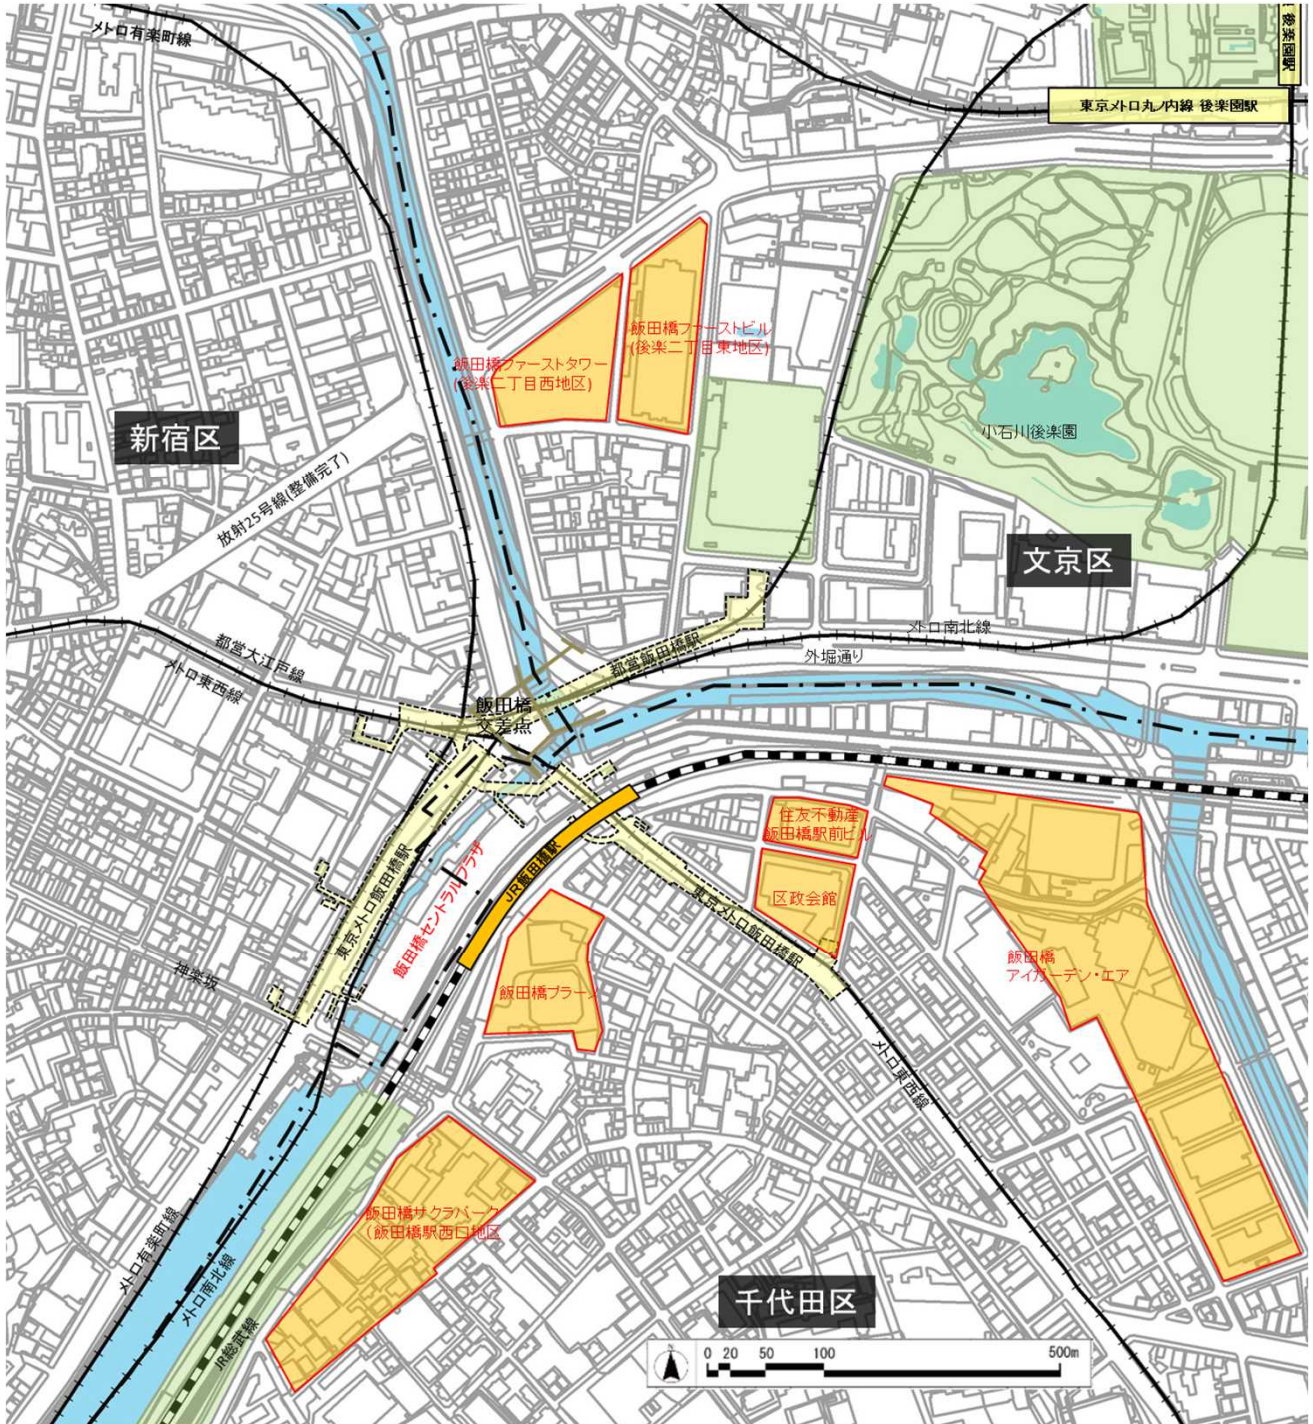 メトロ有楽町線
後楽園駅
東京メトロ丸ノ内線 後楽園駅
飯田橋ファーストビル
(後楽二丁目東地区)
飯田橋ファーストタワー
(後楽二丁目西地区)
新宿区
放射25号線(整備完了)
小石川後楽園
文京区
メトロ南北線
外堀通り
都営飯田橋駅
都営大江戸線
メトロ東西線
飯田橋
交差点
住友不動産
飯田橋駅前ビル
区政会館
JR飯田橋駅
東京メトロ飯田橋駅
飯田橋セントラルプラザ
東京メトロ飯田橋駅
神楽坂
飯田橋プラーノ
飯田橋
アイガーデン・エア
メトロ東西線
飯田橋サクラパーク
(飯田橋駅西口地区
メトロ有楽町線
メトロ南北線
JR総武線
千代田区
N
0 20 50 100 500m